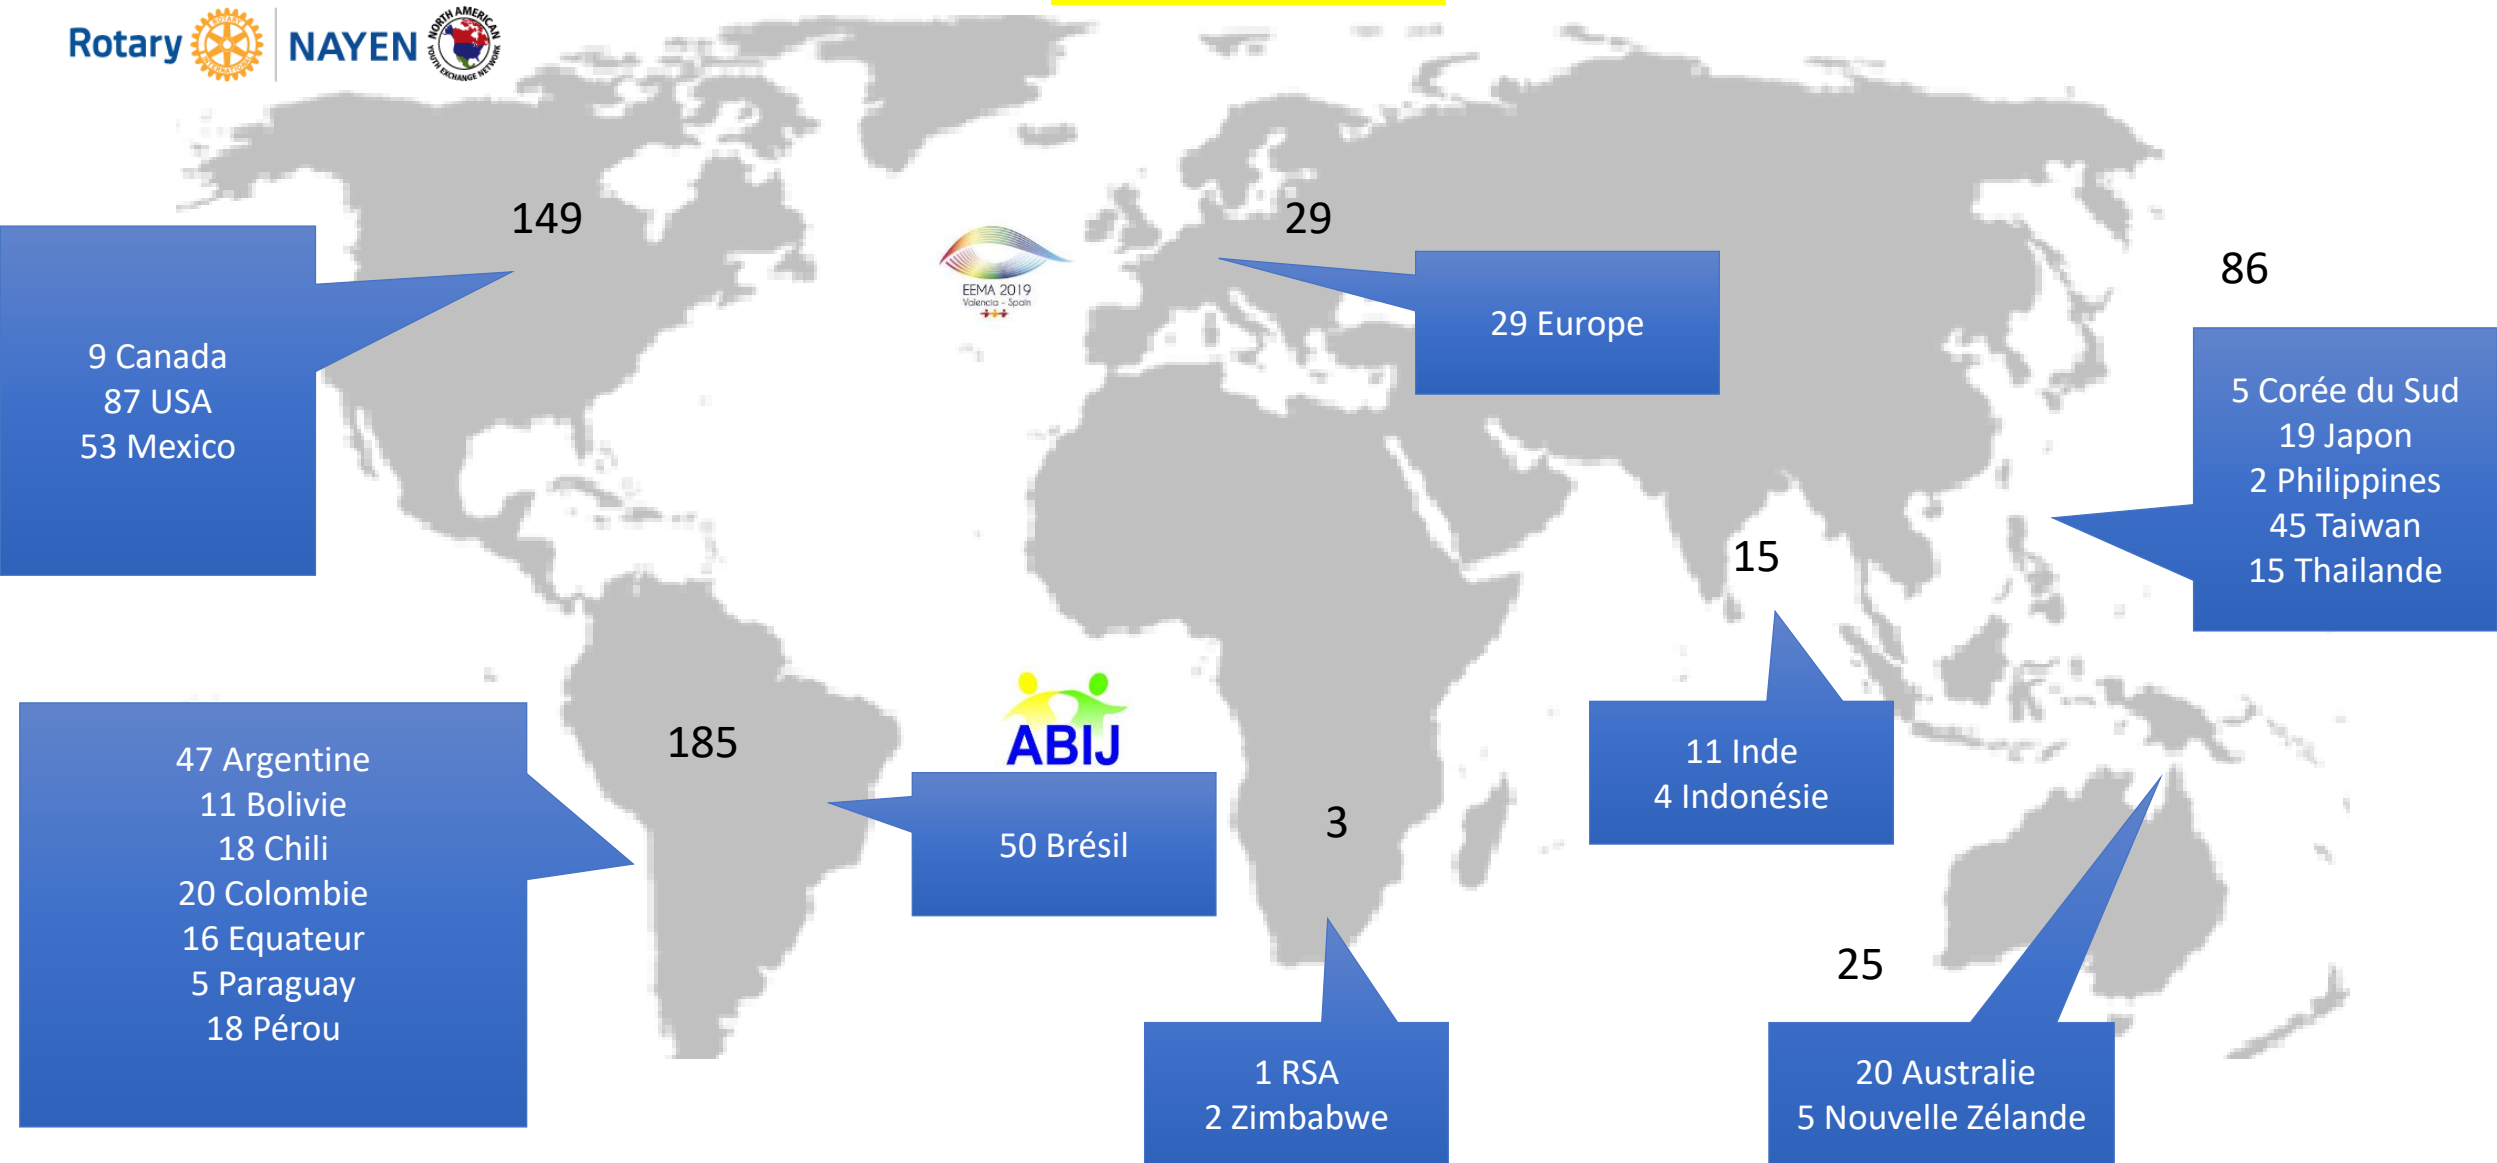 Rotary
ROTARY
INTERNATIONAL
NAYEN
NORTH AMERICAN
YOUTH EXCHANGE NETWORK
149
29
86
EEMA 2019
Valencia - Spain
9 Canada
87 USA
53 Mexico
29 Europe
5 Corée du Sud
19 Japon
2 Philippines
45 Taiwan
15 Thailande
15
11 Inde
4 Indonésie
185
ABIJ
50 Brésil
47 Argentine
11 Bolivie
18 Chili
20 Colombie
16 Equateur
5 Paraguay
18 Pérou
3
1 RSA
2 Zimbabwe
25
20 Australie
5 Nouvelle Zélande